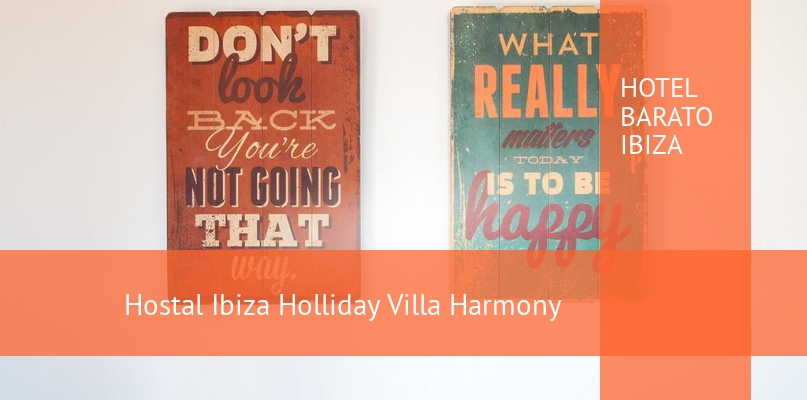 DON'T
look
BACK
You're
NOT GOING
THAT
way.
WHAT
REALLY
matters
TODAY
IS TO BE
happy
HOTEL
BARATO
IBIZA
Hostal Ibiza Holliday Villa Harmony